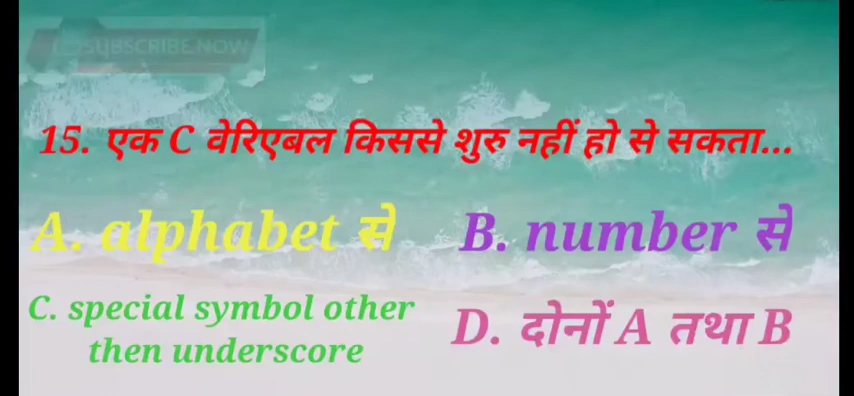 SUBSCRIBE NOW
15. एक C वेरिएबल किससे शुरु नहीं हो से सकता...
A. alphabet से
B. number से
C. special symbol other
then underscore
D. दोनों A तथा B